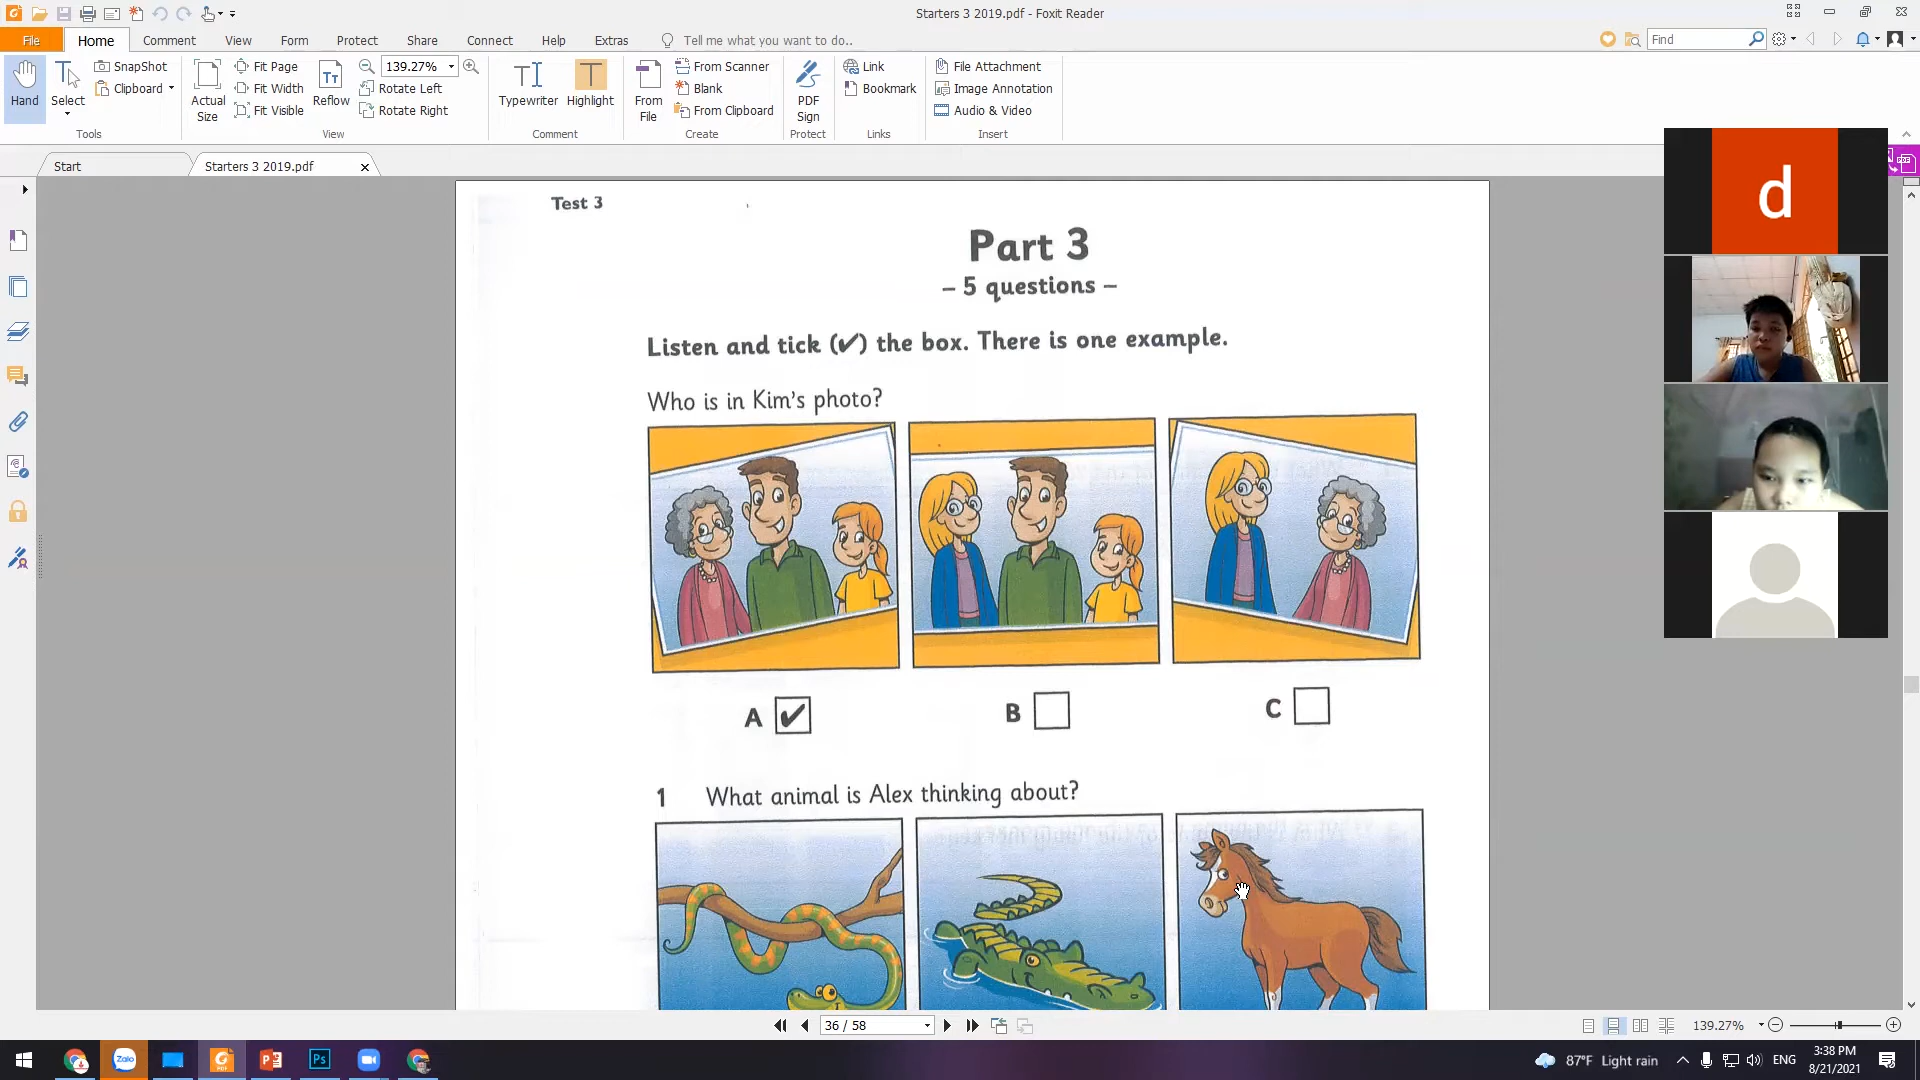 Starters 3 2019.pdf - Foxit Reader
File
Home
Comment
View
Form
Protect
Share
Connect
Help
Extras
Tell me what you want to do..
Find
Hand
Select
SnapShot
Clipboard
Tools
Actual
Size
Fit Page
Fit Width
Fit Visible
Reflow
139.27%
Rotate Left
Rotate Right
View
Typewriter
Highlight
Comment
From
File
From Scanner
Blank
From Clipboard
Create
PDF
Sign
Protect
Link
Bookmark
Links
File Attachment
Image Annotation
Audio & Video
Insert
Start
Starters 3 2019.pdf
d
Test 3
Part 3
– 5 questions –
Listen and tick (✔) the box. There is one example.
Who is in Kim's photo?
A ✔
B
C
1 What animal is Alex thinking about?
36 / 58
139.27%
Zalo
87°F Light rain
ENG
3:38 PM
8/21/2021